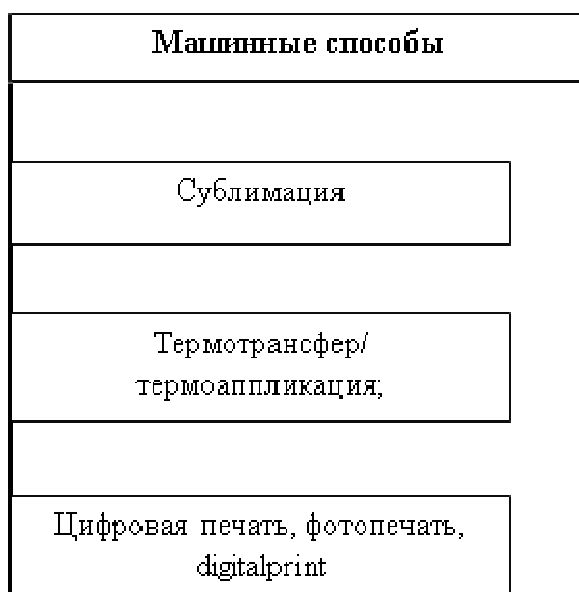 Машинные способы
Сублимация
Термотрансфер/
термоаппликация;
Цифровая печать, фотопечать,
digitalprint